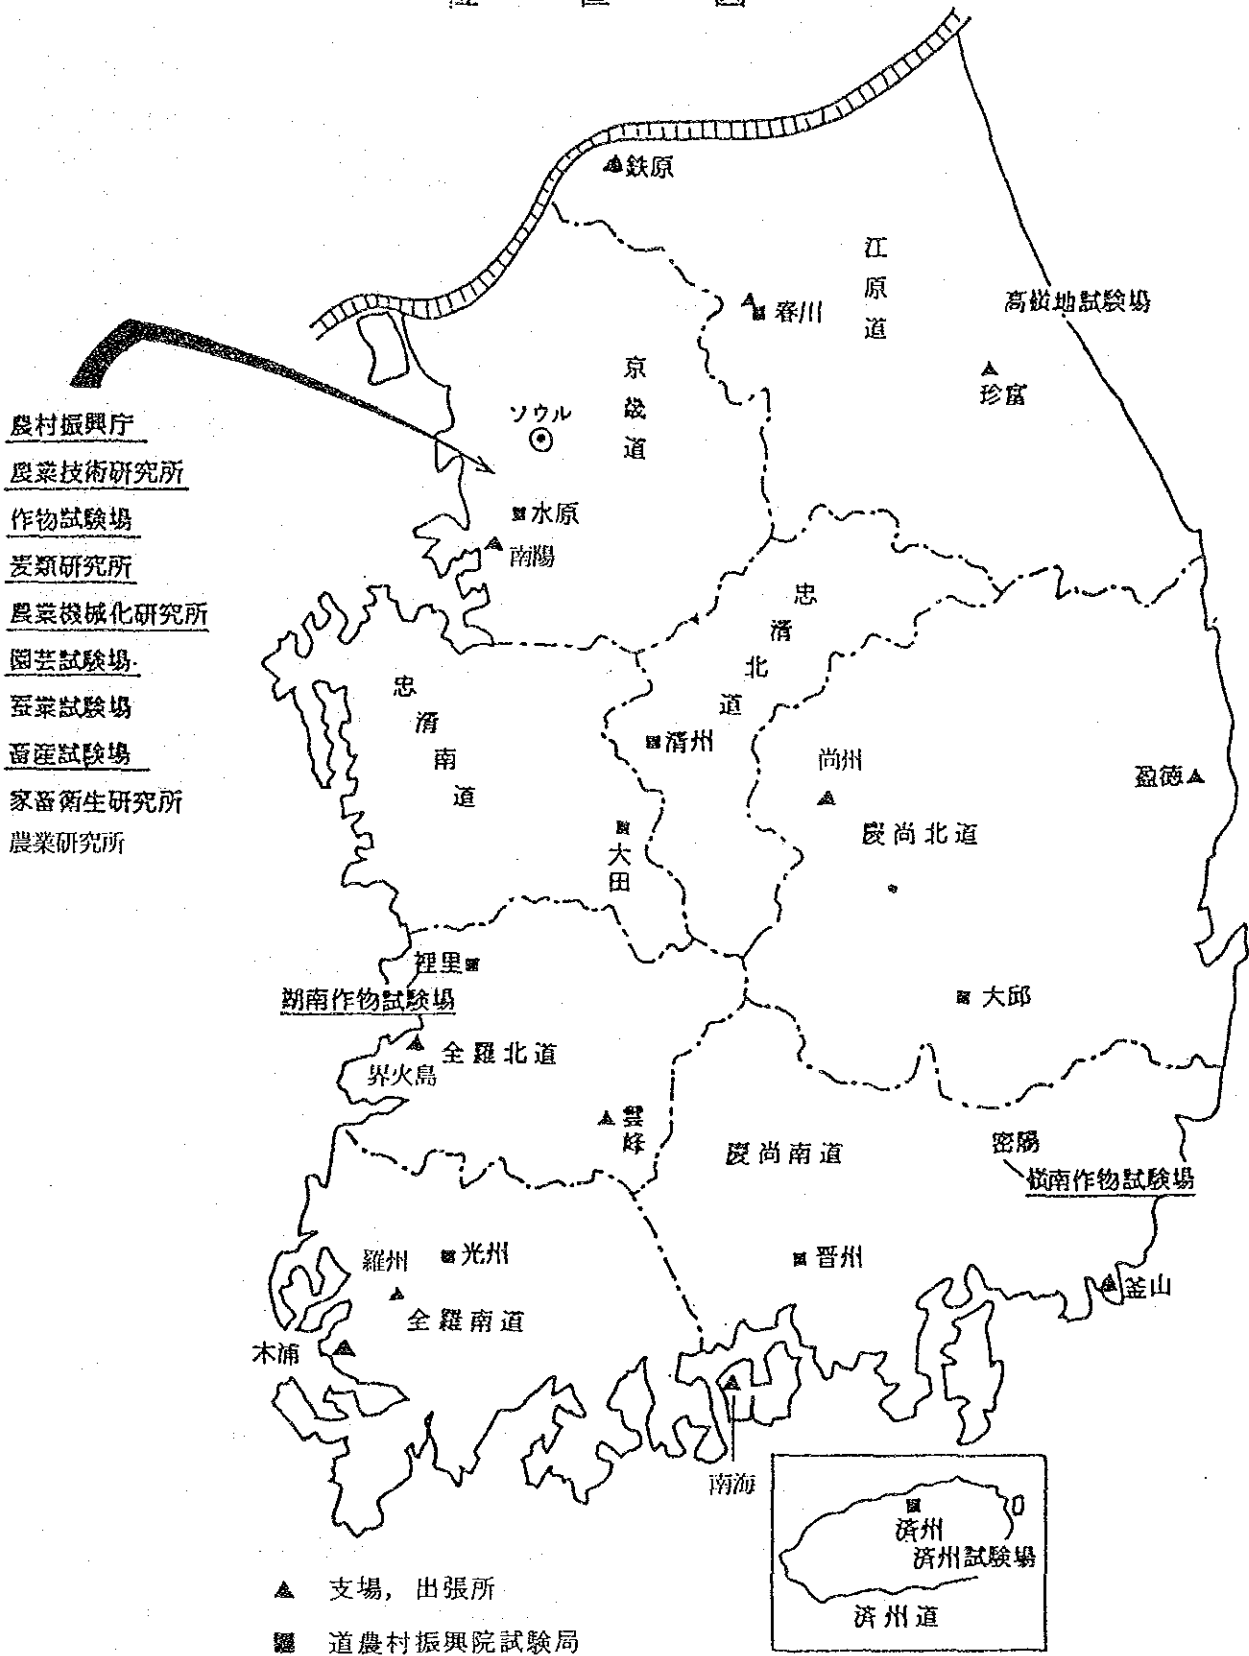 鉄原
江原道
春川
高嶺地試験場
珍富
京畿道
ソウル
水原
南陽
農村振興庁
農業技術研究所
作物試験場
麦類研究所
農業機械化研究所
園芸試験場
蚕業試験場
畜産試験場
家畜衛生研究所
農業研究所
忠清北道
忠清南道
清州
尚州
盈徳
大田
慶尚北道
裡里
湖南作物試験場
大邱
全羅北道
界火島
雲峰
慶尚南道
密陽
嶺南作物試験場
羅州
光州
晋州
釜山
全羅南道
木浦
南海
済州
済州試験場
済州道
支場,出張所
道農村振興院試験局